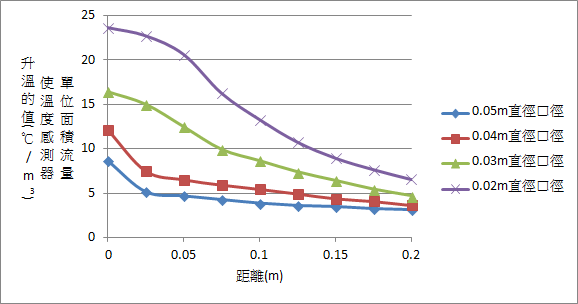 25
20
15
10
5
0
單位面積流量
使溫度感測器
升溫的值(℃/m³)
0
0.05
0.1
0.15
0.2
距離(m)
0.05m直徑口徑
0.04m直徑口徑
0.03m直徑口徑
0.02m直徑口徑